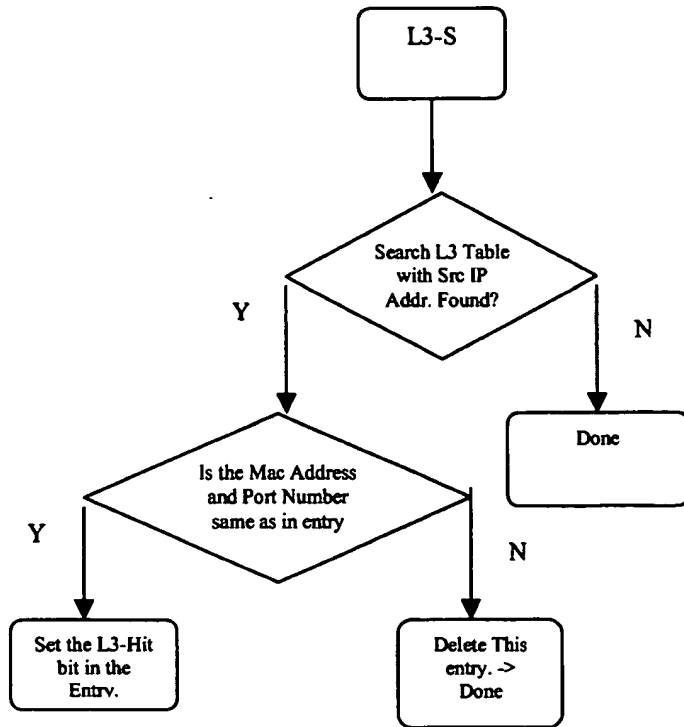 L3-S
Search L3 Table
with Src IP
Addr. Found?
Y
N
Done
Is the Mac Address
and Port Number
same as in entry
Y
N
Set the L3-Hit
bit in the
Entry.
Delete This
entry. ->
Done